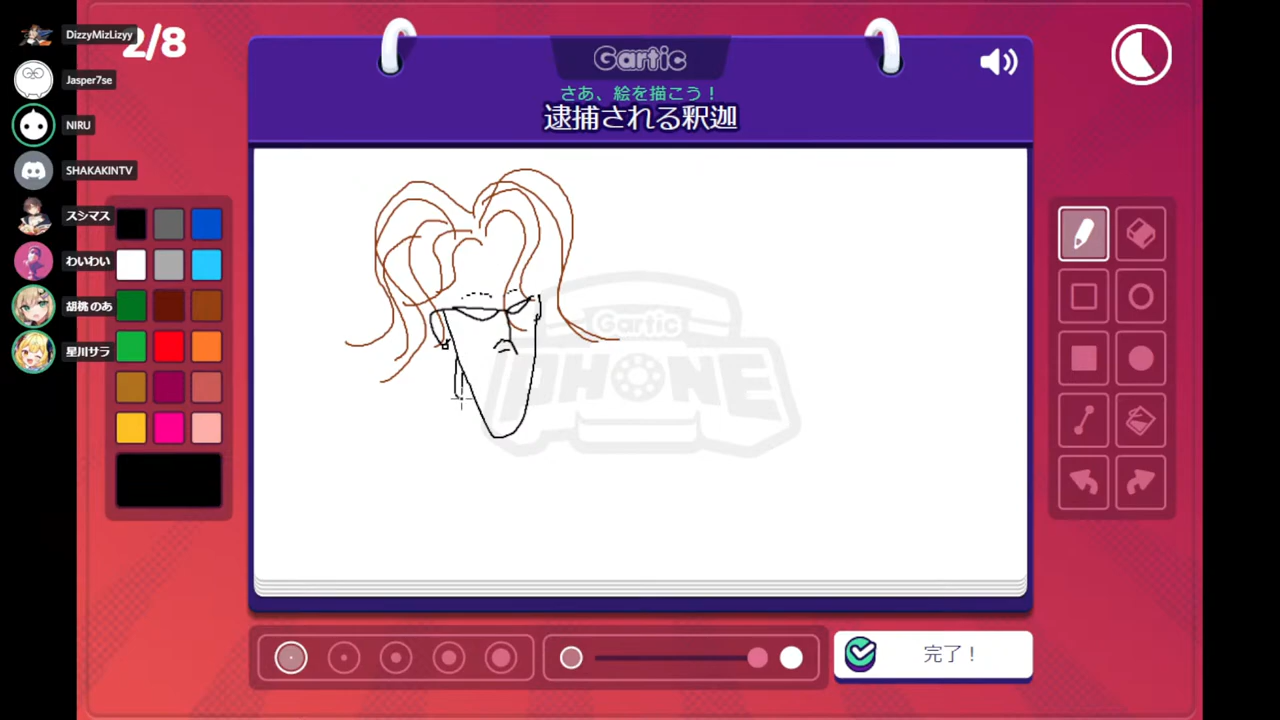 DizzyMizLizyy
2/8
Jasper7se
NIRU
SHAKAKINTV
スシマス
わいわい
胡桃のあ
星川サラ
Gartic
さあ、絵を描こう！
逮捕される釈迦
Gartic
PHONE
完了！